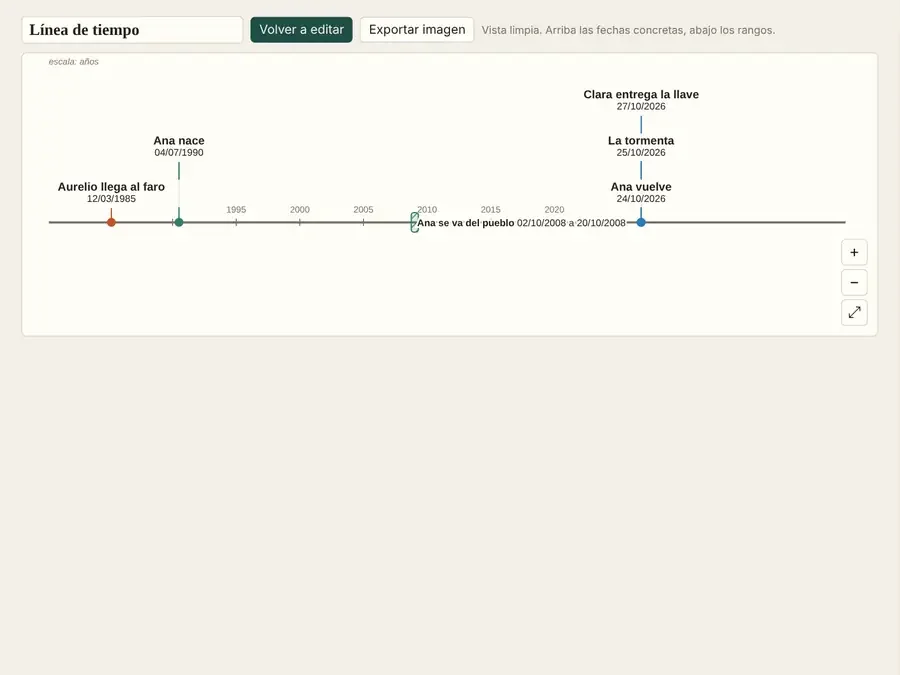 Línea de tiempo
Volver a editar
Exportar imagen
Vista limpia. Arriba las fechas concretas, abajo los rangos.
escala: años
Clara entrega la llave
27/10/2026
Ana nace
04/07/1990
La tormenta
25/10/2026
Aurelio llega al faro
12/03/1985
Ana vuelve
24/10/2026
1995
2000
2005
2010
2015
2020
Ana se va del pueblo 02/10/2008 a 20/10/2008
+
−
⤢